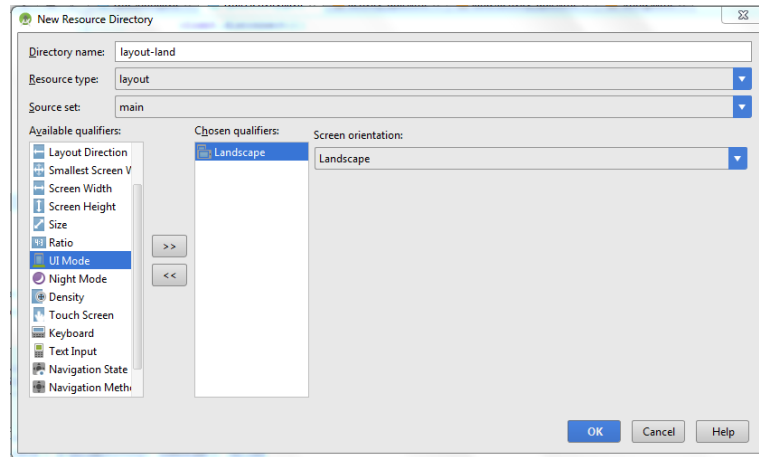 New Resource Directory
Directory name: layout-land
Resource type: layout
Source set: main
Available qualifiers:
Layout Direction
Smallest Screen W
Screen Width
Screen Height
Size
Ratio
UI Mode
Night Mode
Density
Touch Screen
Keyboard
Text Input
Navigation State
Navigation Meth
>>
<<
Chosen qualifiers:
Landscape
Screen orientation:
Landscape
OK Cancel Help